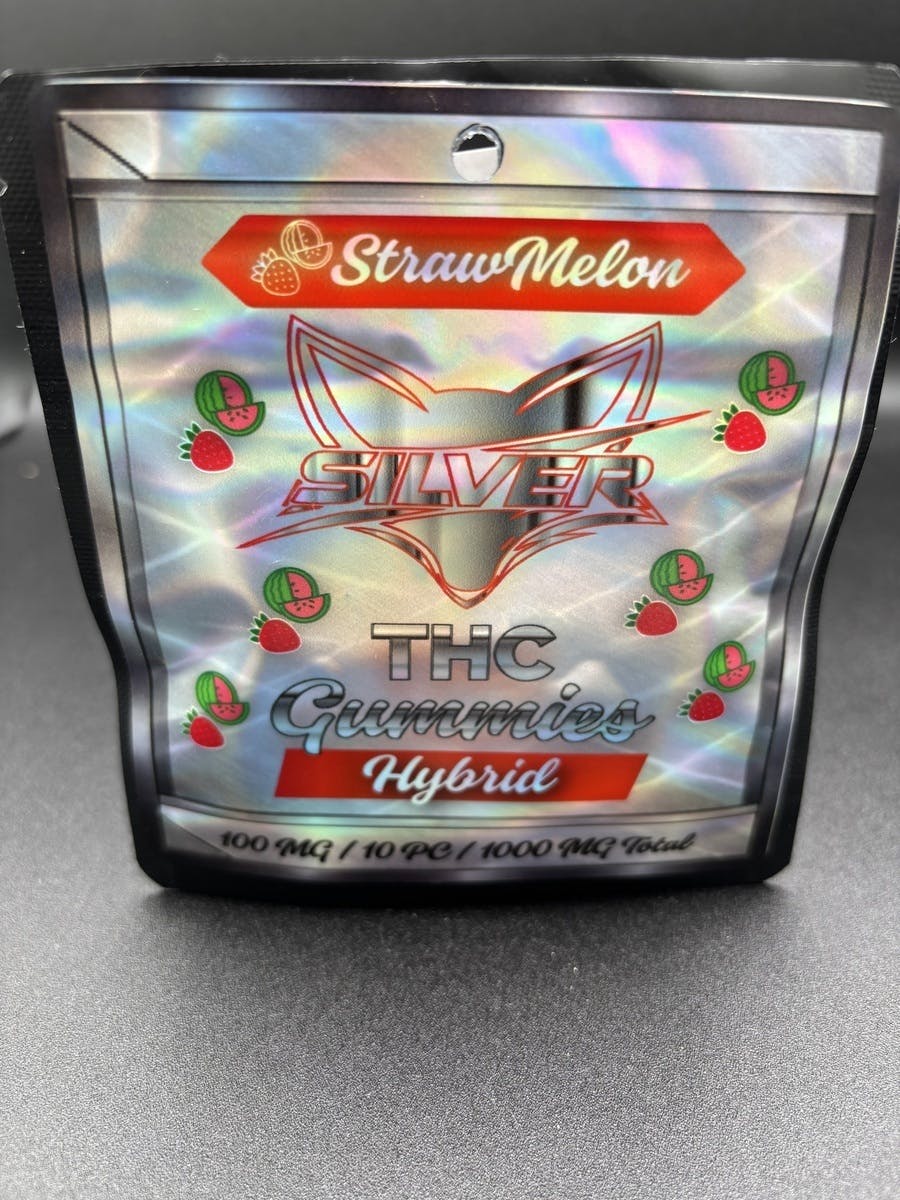 StrawMelon
SILVER
THC
Gummies
Hybrid
100 MG / 10 PC / 1000 MG Total